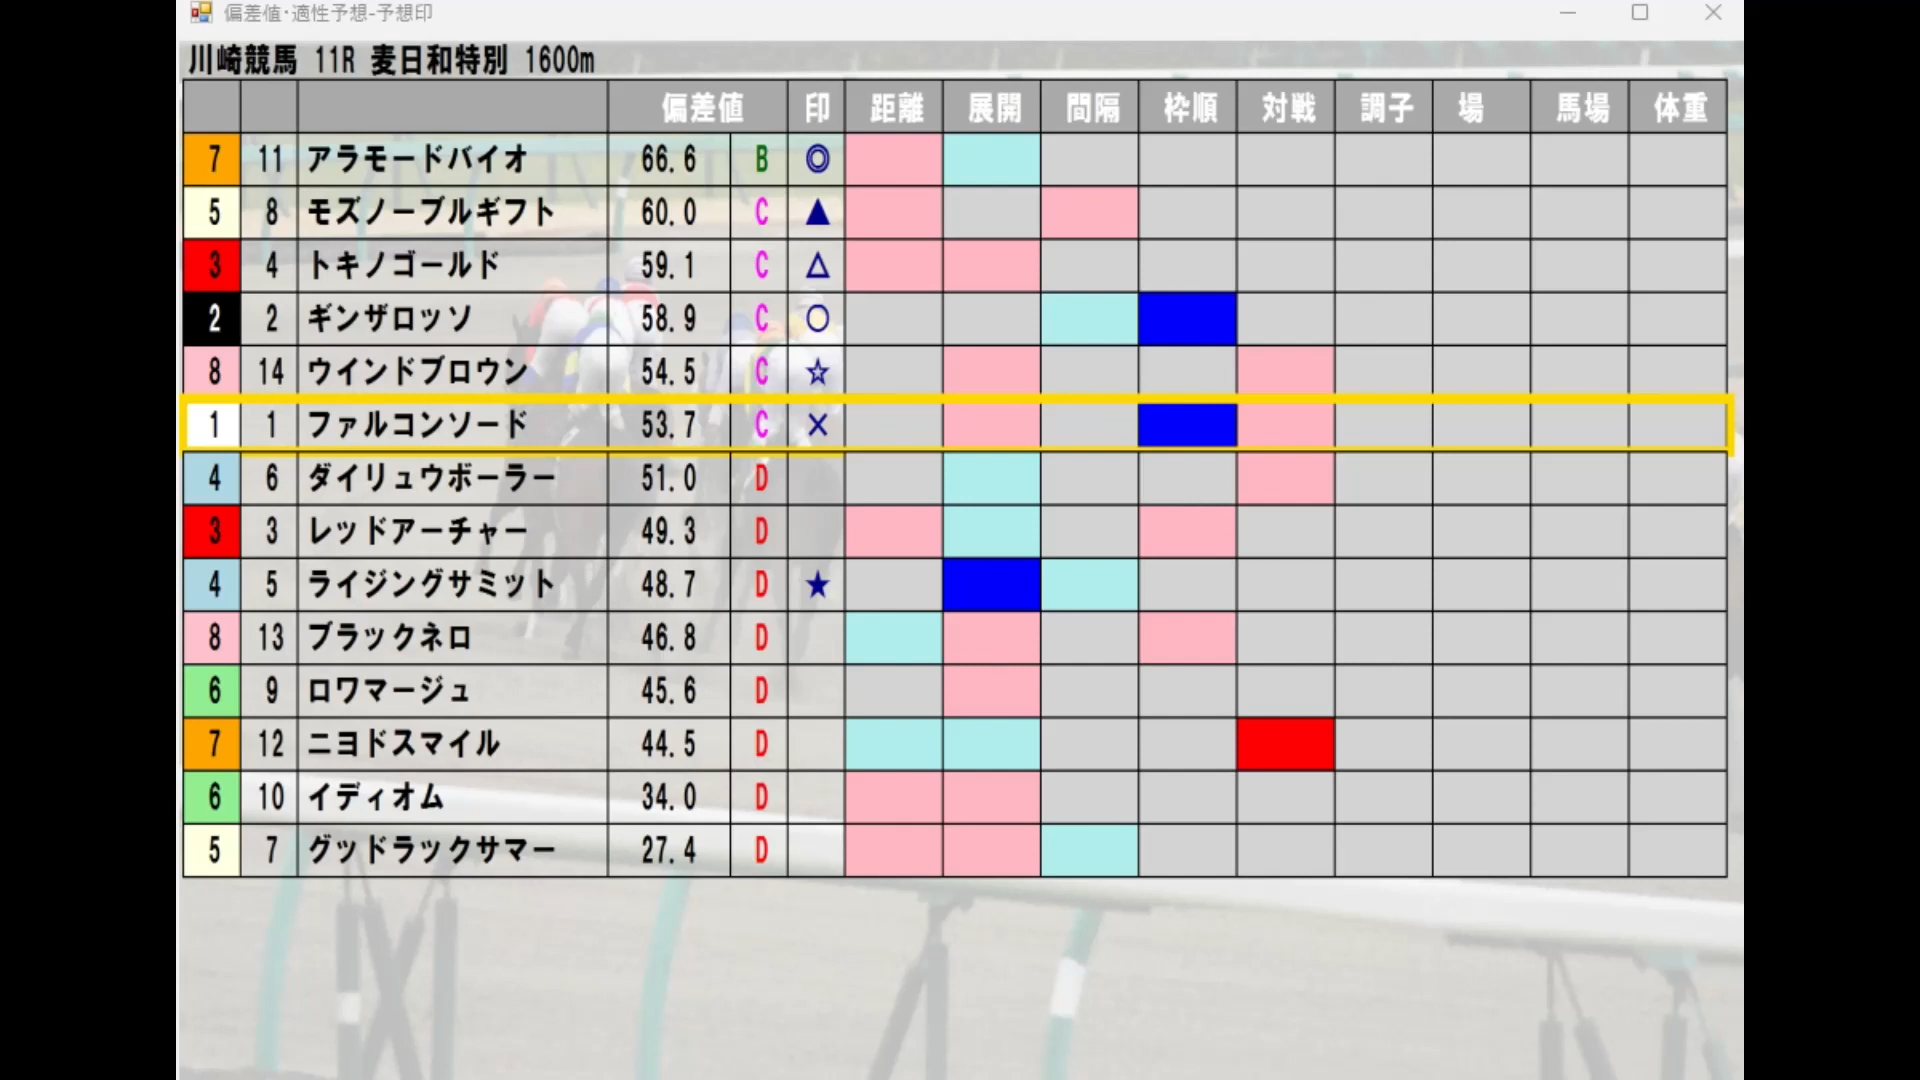 偏差値・適性予想-予想印
川崎競馬 11R 麦日和特別 1600m
偏差値 印 距離 展開 間隔 枠順 対戦 調子 場 馬場 体重
7 11 アラモードバイオ 66.6 B ◎
5 8 モズノーブルギフト 60.0 C ▲
3 4 トキノゴールド 59.1 C △
2 2 ギンザロッソ 58.9 C ○
8 14 ウインドブロウン 54.5 C ☆
1 1 ファルコンソード 53.7 C ×
4 6 ダイリュウボーラー 51.0 D
3 3 レッドアーチャー 49.3 D
4 5 ライジングサミット 48.7 D ★
8 13 ブラックネロ 46.8 D
6 9 ロワマージュ 45.6 D
7 12 ニヨドスマイル 44.5 D
6 10 イディオム 34.0 D
5 7 グッドラックサマー 27.4 D